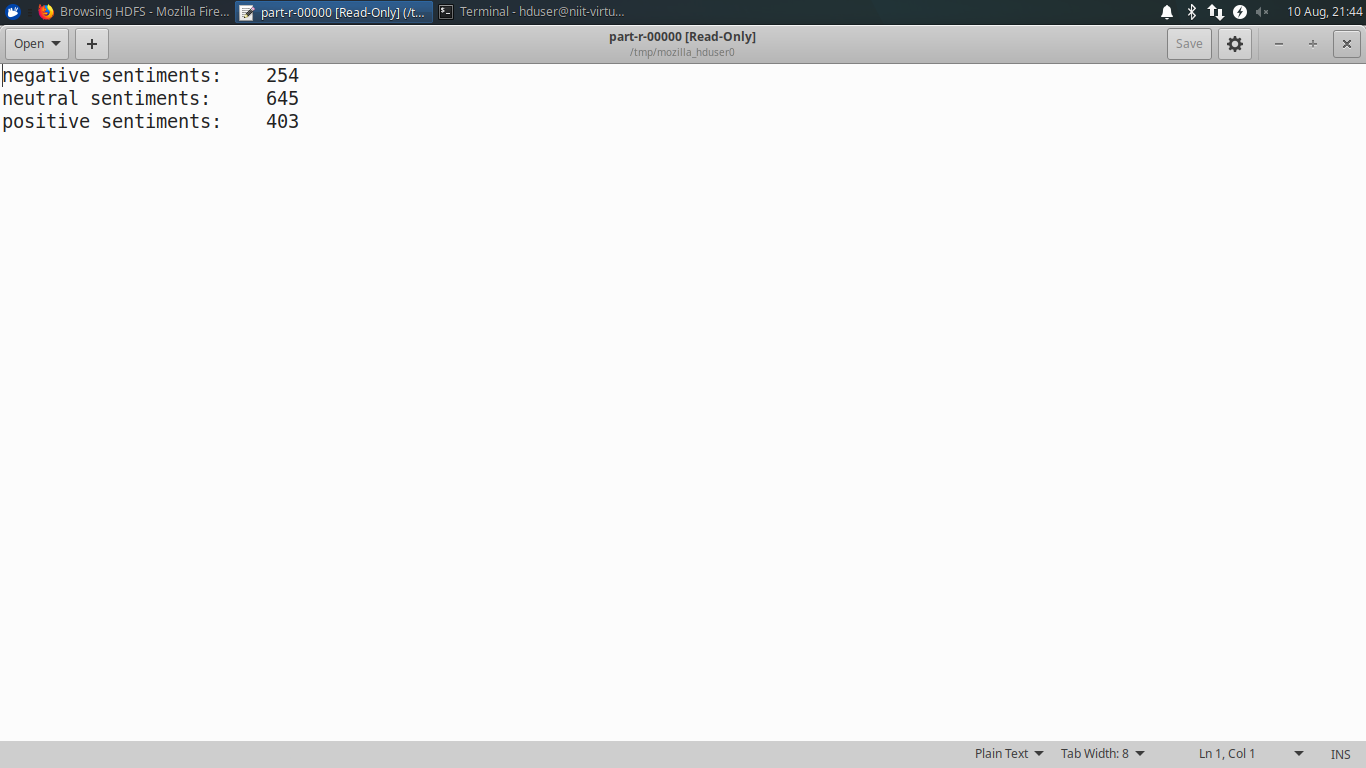 Browsing HDFS - Mozilla Fire...
part-r-00000 [Read-Only] (/t...
Terminal - hduser@niit-virtu...
10 Aug, 21:44
Open
part-r-00000 [Read-Only]
/tmp/mozilla_hduser0
Save
negative sentiments: 254
neutral sentiments: 645
positive sentiments: 403
Plain Text
Tab Width: 8
Ln 1, Col 1
INS